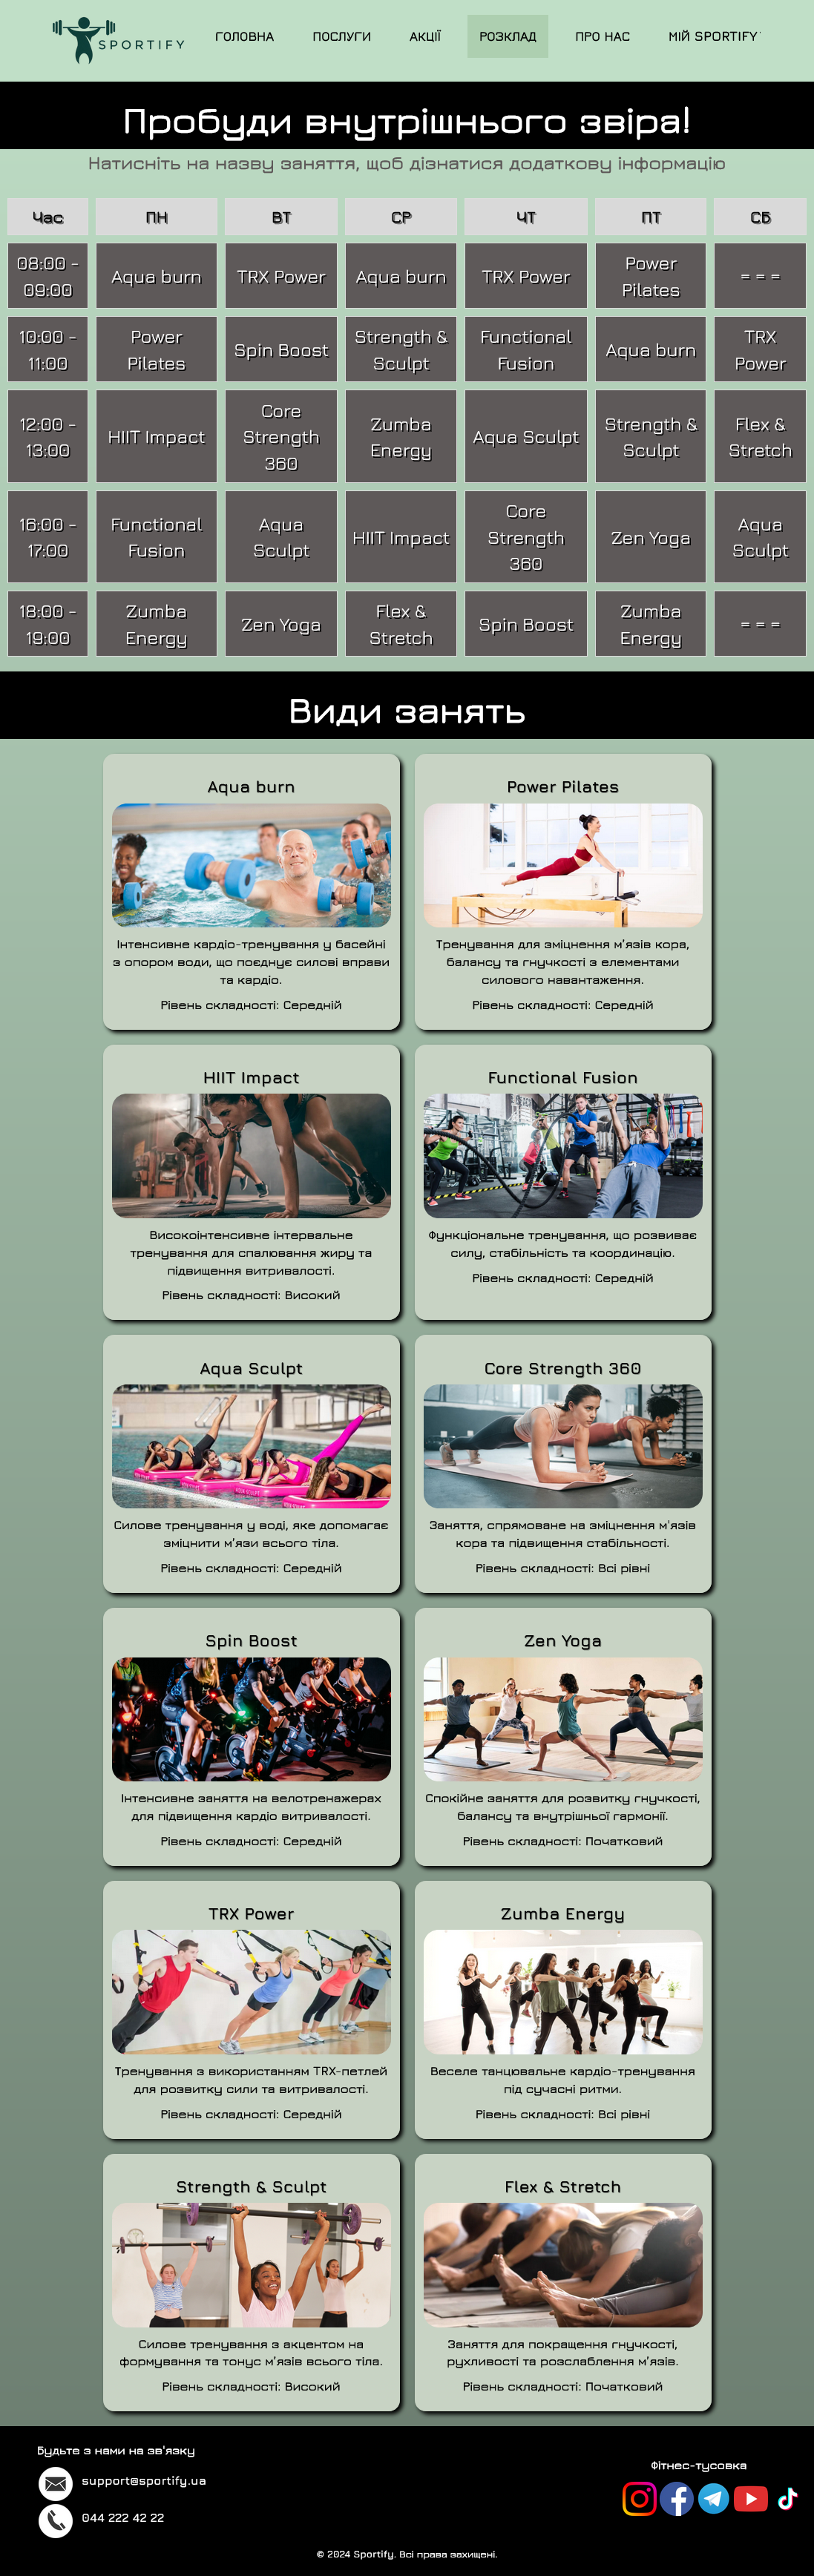 SPORTIFY
ГОЛОВНА ПОСЛУГИ АКЦІЇ РОЗКЛАД ПРО НАС МІЙ SPORTIFY
Пробуди внутрішнього звіра!
Натисніть на назву заняття, щоб дізнатися додаткову інформацію
Час ПН ВТ СР ЧТ ПТ СБ
08:00 - 09:00 Aqua burn TRX Power Aqua burn TRX Power Power Pilates = = =
10:00 - 11:00 Power Pilates Spin Boost Strength & Sculpt Functional Fusion Aqua burn TRX Power
12:00 - 13:00 HIIT Impact Core Strength 360 Zumba Energy Aqua Sculpt Strength & Sculpt Flex & Stretch
16:00 - 17:00 Functional Fusion Aqua Sculpt HIIT Impact Core Strength 360 Zen Yoga Aqua Sculpt
18:00 - 19:00 Zumba Energy Zen Yoga Flex & Stretch Spin Boost Zumba Energy = = =
Види занять
Aqua burn
Інтенсивне кардіо-тренування у басейні
з опором води, що поєднує силові вправи
та кардіо.
Рівень складності: Середній
Power Pilates
Тренування для зміцнення м'язів кора,
балансу та гнучкості з елементами
силового навантаження.
Рівень складності: Середній
HIIT Impact
Високоінтенсивне інтервальне
тренування для спалювання жиру та
підвищення витривалості.
Рівень складності: Високий
Functional Fusion
Функціональне тренування, що розвиває
силу, стабільність та координацію.
Рівень складності: Середній
Aqua Sculpt
Силове тренування у воді, яке допомагає
зміцнити м'язи всього тіла.
Рівень складності: Середній
Core Strength 360
Заняття, спрямоване на зміцнення м'язів
кора та підвищення стабільності.
Рівень складності: Всі рівні
Spin Boost
Інтенсивне заняття на велотренажерах
для підвищення кардіо витривалості.
Рівень складності: Середній
Zen Yoga
Спокійне заняття для розвитку гнучкості,
балансу та внутрішньої гармонії.
Рівень складності: Початковий
TRX Power
Тренування з використанням TRX-петлей
для розвитку сили та витривалості.
Рівень складності: Середній
Zumba Energy
Веселе танцювальне кардіо-тренування
під сучасні ритми.
Рівень складності: Всі рівні
Strength & Sculpt
Силове тренування з акцентом на
формування та тонус м'язів всього тіла.
Рівень складності: Високий
Flex & Stretch
Заняття для покращення гнучкості,
рухливості та розслаблення м'язів.
Рівень складності: Початковий
Будьте з нами на зв'язку
support@sportify.ua
044 222 42 22
Фітнес-тусовка
© 2024 Sportify. Всі права захищені.